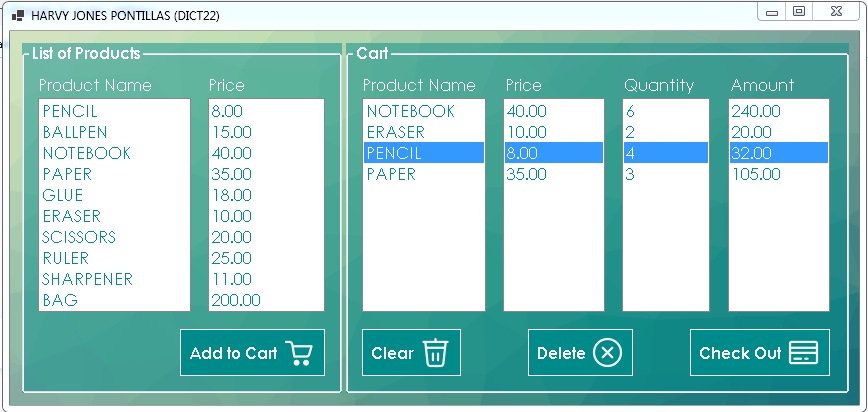 HARVY JONES PONTILLAS (DICT22)
List of Products
Product Name Price
PENCIL 8.00
BALLPEN 15.00
NOTEBOOK 40.00
PAPER 35.00
GLUE 18.00
ERASER 10.00
SCISSORS 20.00
RULER 25.00
SHARPENER 11.00
BAG 200.00
Add to Cart
Cart
Product Name Price Quantity Amount
NOTEBOOK 40.00 6 240.00
ERASER 10.00 2 20.00
PENCIL 8.00 4 32.00
PAPER 35.00 3 105.00
Clear Delete Check Out